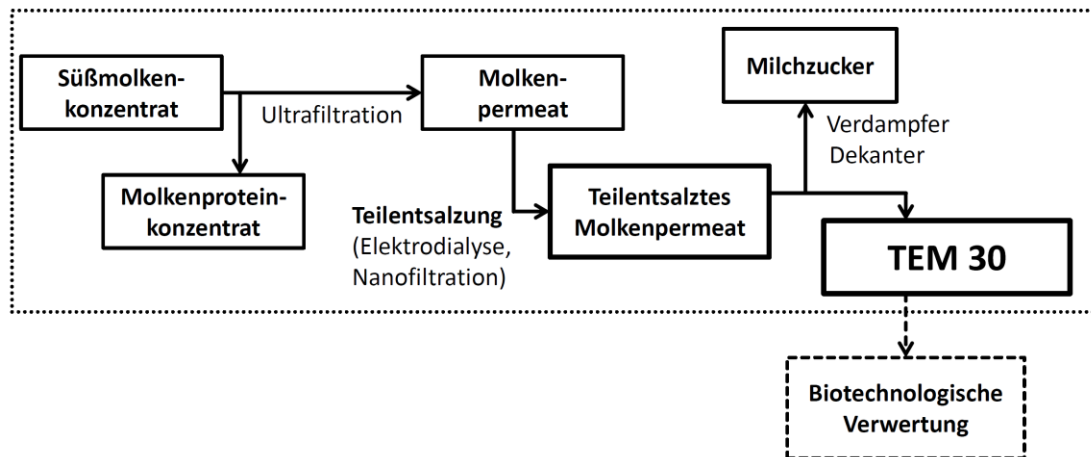 Süßmolken-
konzentrat
Ultrafiltration
Molken-
permeat
Milchzucker
Molkenprotein-
konzentrat
Verdampfer
Dekanter
Teilentsalzung
(Elektrodialyse,
Nanofiltration)
Teilentsalztes
Molkenpermeat
TEM 30
Biotechnologische
Verwertung